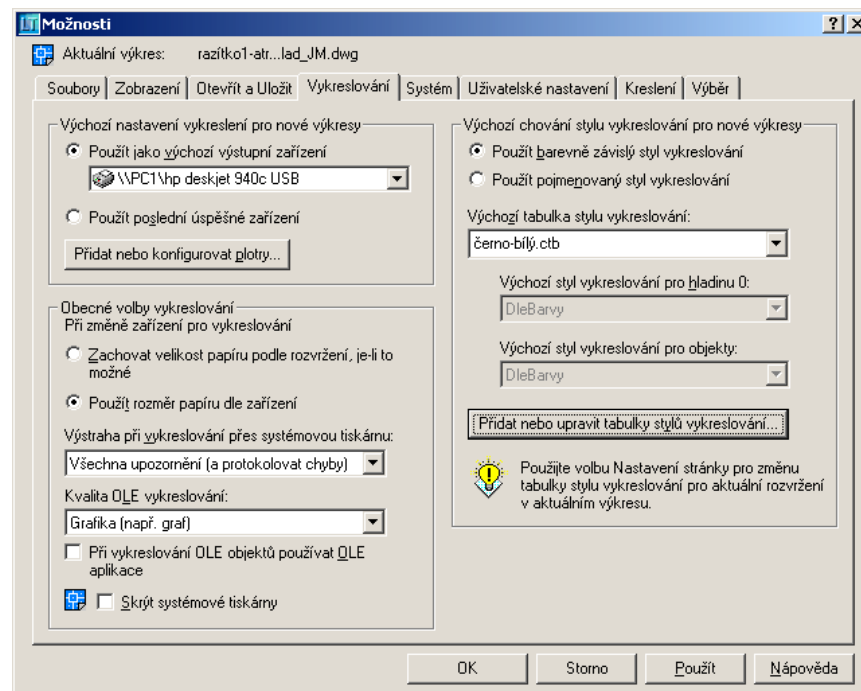 Možnosti
Aktuální výkres: razítko1-atr...lad_JM.dwg
Soubory Zobrazení Otevřít a Uložit Vykreslování Systém Uživatelské nastavení Kreslení Výběr
Výchozí nastavení vykreslení pro nové výkresy
Použít jako výchozí výstupní zařízení
\\PC1\hp deskjet 940c USB
Použít poslední úspěšné zařízení
Přidat nebo konfigurovat plotry...
Obecné volby vykreslování
Při změně zařízení pro vykreslování
Zachovat velikost papíru podle rozvržení, je-li to
možné
Použít rozměr papíru dle zařízení
Výstraha při vykreslování přes systémovou tiskárnu:
Všechna upozornění (a protokolovat chyby)
Kvalita OLE vykreslování:
Grafika (např. graf)
Při vykreslování OLE objektů používat OLE
aplikace
Skrýt systémové tiskárny
Výchozí chování stylu vykreslování pro nové výkresy
Použít barevně závislý styl vykreslování
Použít pojmenovaný styl vykreslování
Výchozí tabulka stylu vykreslování:
černo-bílý.ctb
Výchozí styl vykreslování pro hladinu 0:
DleBarvy
Výchozí styl vykreslování pro objekty:
DleBarvy
Přidat nebo upravit tabulky stylů vykreslování...
Použijte volbu Nastavení stránky pro změnu
tabulky stylu vykreslování pro aktuální rozvržení
v aktuálním výkresu.
OK Storno Použít Nápověda